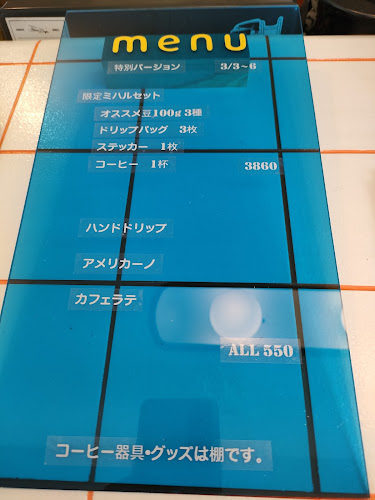 menu
特別バージョン 3/3~6
限定ミハルセット
オススメ豆100g 3種
ドリップバッグ 3枚
ステッカー 1枚
コーヒー 1杯 3860
ハンドドリップ
アメリカーノ
カフェラテ
ALL 550
コーヒー器具・グッズは棚です。